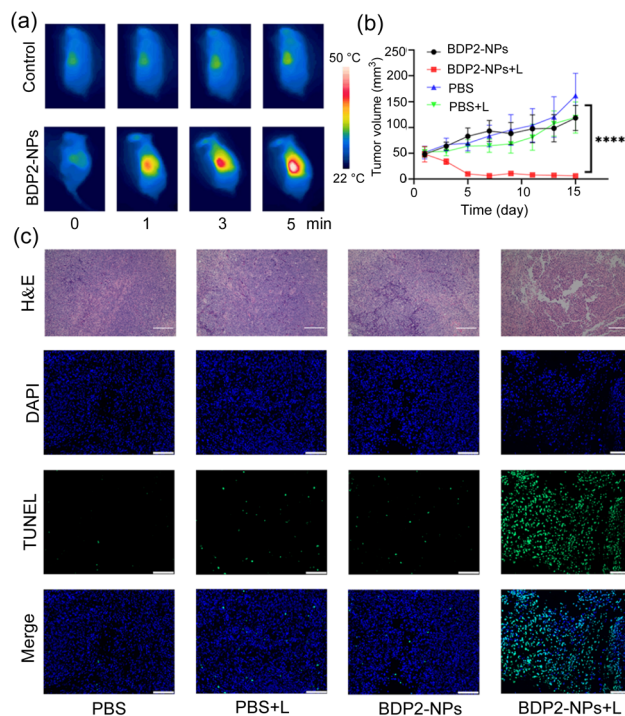 (a)
Control
BDP2-NPs
50 °C
22 °C
0 1 3 5 min
(b)
Tumor volume (mm³)
250
200
150
100
50
0
BDP2-NPs
BDP2-NPs+L
PBS
PBS+L
****
0 5 10 15
Time (day)
(c)
H&E
DAPI
TUNEL
Merge
PBS PBS+L BDP2-NPs BDP2-NPs+L